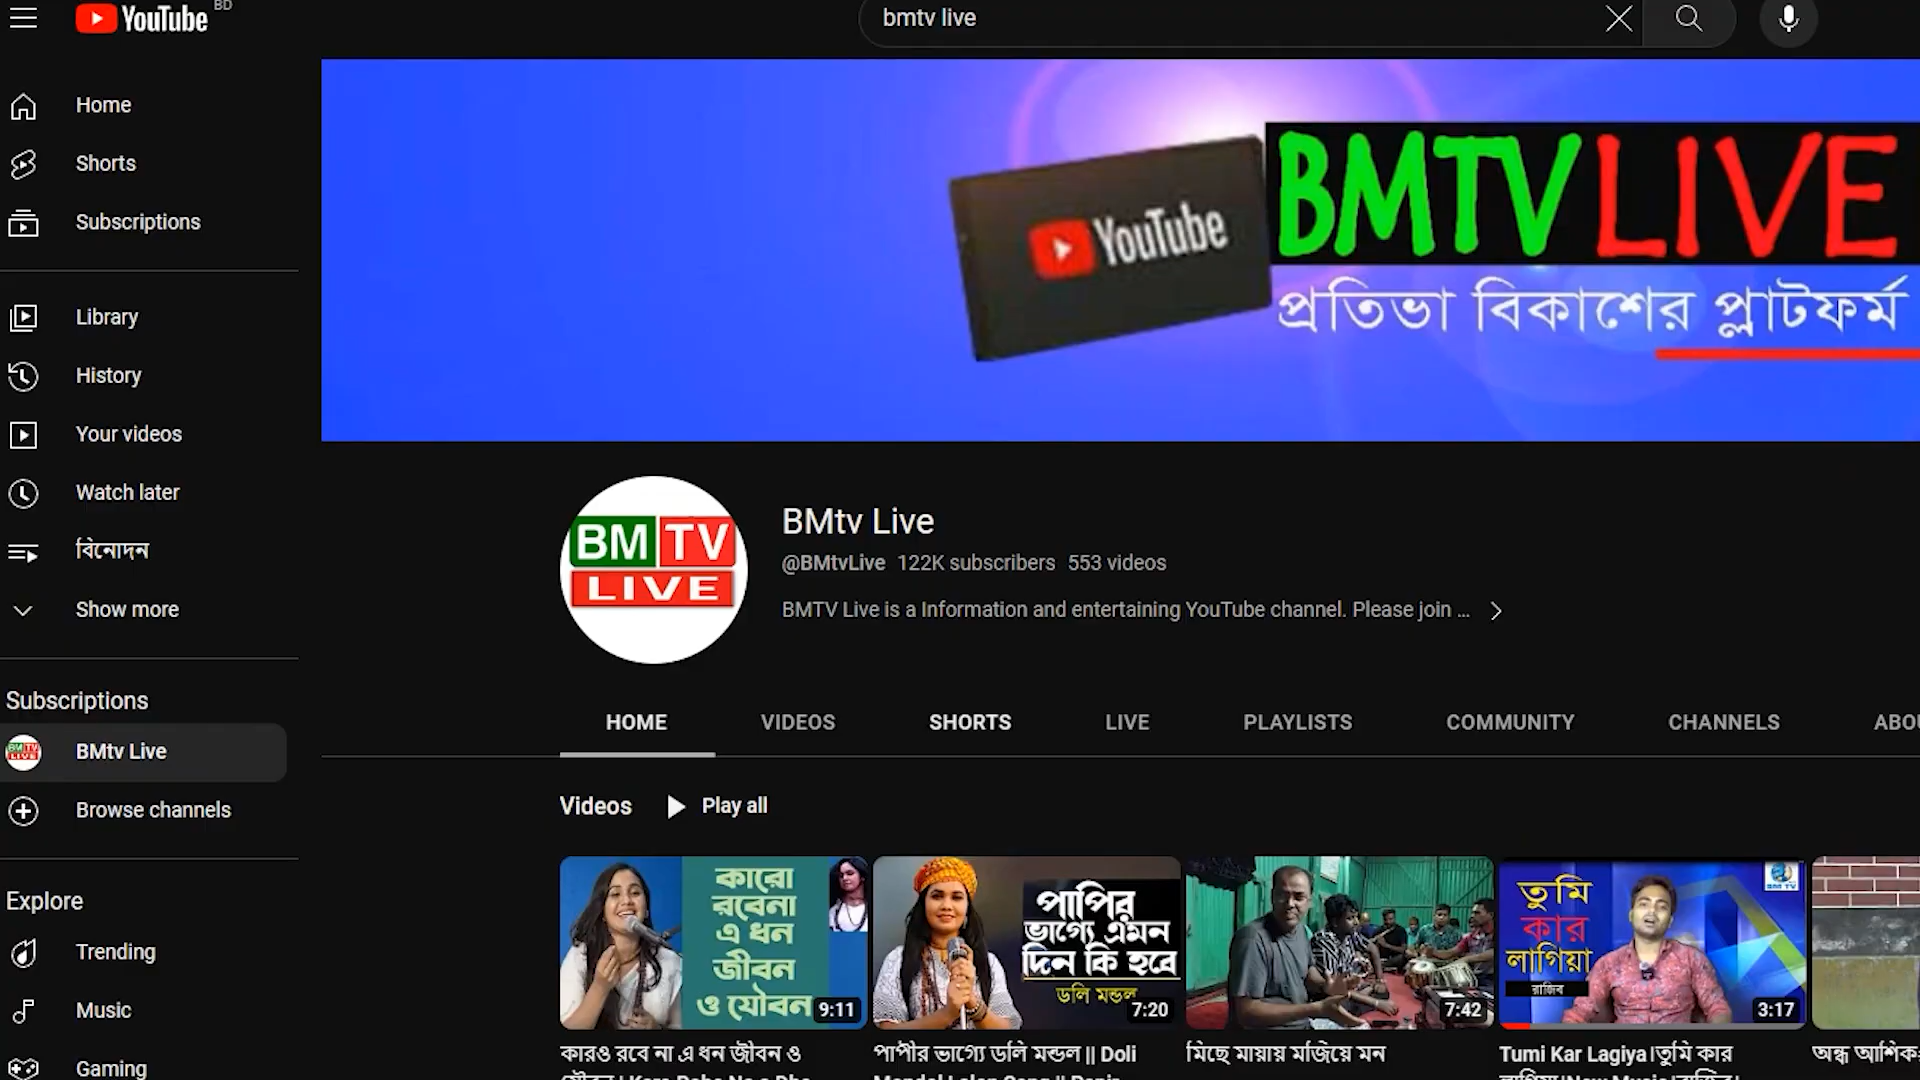 YouTube BD
bmtv live
Home
Shorts
Subscriptions
Library
History
Your videos
Watch later
বিনোদন
Show more
Subscriptions
BMtv Live
Browse channels
Explore
Trending
Music
Gaming
YouTube
BMTV LIVE
প্রতিভা বিকাশের প্লাটফর্ম
BM TV
LIVE
BMtv Live
@BMtvLive 122K subscribers 553 videos
BMTV Live is a Information and entertaining YouTube channel. Please join ...
HOME VIDEOS SHORTS LIVE PLAYLISTS COMMUNITY CHANNELS
Videos Play all
কারো
রবেনা
এ ধন
জীবন
ও যৌবন
9:11
পাপির
ভাগ্যে এমন
দিন কি হবে
ডলি মন্ডল
7:20
7:42
তুমি
কার
লাগিয়া
রাজিব
BM TV
3:17
কারও রবে না এ ধন জীবন ও
পাপীর ভাগ্যে ডলি মন্ডল || Doli
মিছে মায়ায় মজিয়ে মন
Tumi Kar Lagiya।তুমি কার
অন্ধ